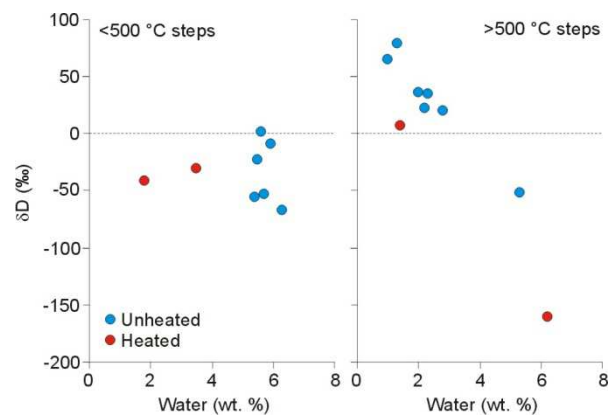 <500 °C steps
>500 °C steps
100
50
0
-50
-100
-150
-200
δD (‰)
Unheated
Heated
0 2 4 6 8 0 2 4 6 8
Water (wt. %) Water (wt. %)